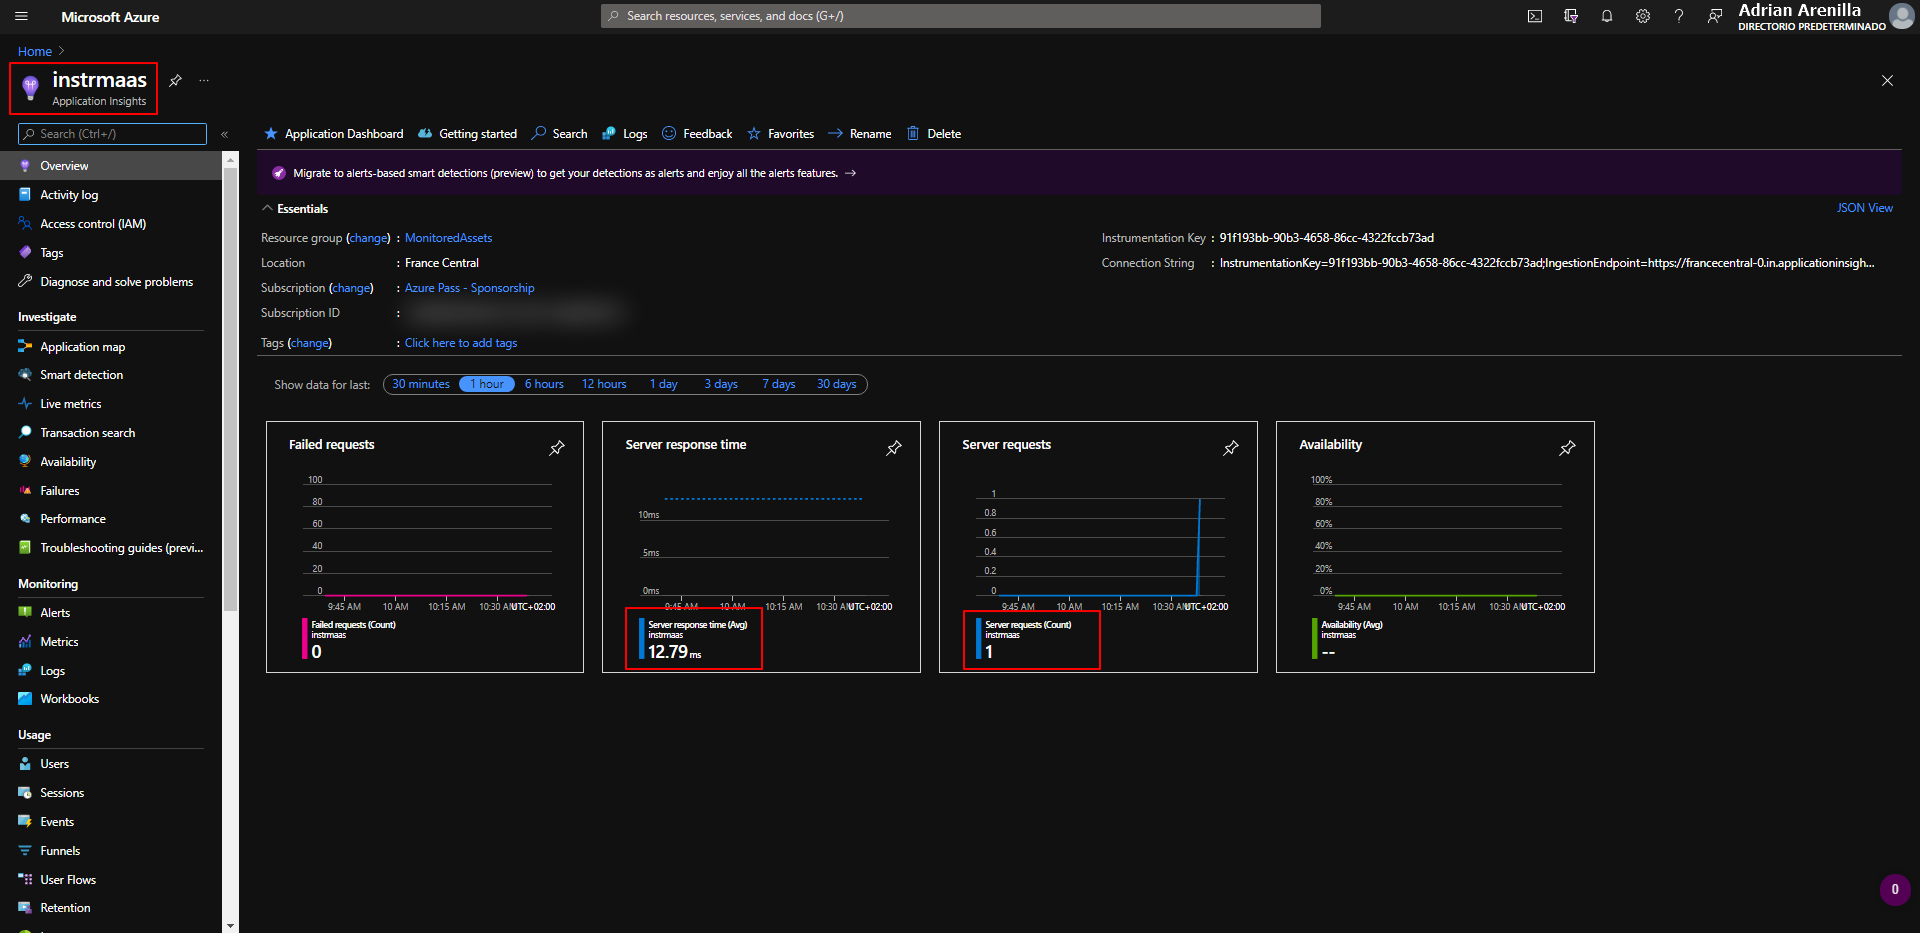 Microsoft Azure
Search resources, services, and docs (G+/)
Adrian Arenilla
DIRECTORIO PREDETERMINADO
Home
instrmaas
Application Insights
Search (Ctrl+/)
Overview
Activity log
Access control (IAM)
Tags
Diagnose and solve problems
Investigate
Application map
Smart detection
Live metrics
Transaction search
Availability
Failures
Performance
Troubleshooting guides (previ...
Monitoring
Alerts
Metrics
Logs
Workbooks
Usage
Users
Sessions
Events
Funnels
User Flows
Retention
Application Dashboard Getting started Search Logs Feedback Favorites Rename Delete
Migrate to alerts-based smart detections (preview) to get your detections as alerts and enjoy all the alerts features. →
Essentials
JSON View
Resource group (change) : MonitoredAssets
Location : France Central
Subscription (change) : Azure Pass - Sponsorship
Subscription ID :
Tags (change) : Click here to add tags
Instrumentation Key : 91f193bb-90b3-4658-86cc-4322fccb73ad
Connection String : InstrumentationKey=91f193bb-90b3-4658-86cc-4322fccb73ad;IngestionEndpoint=https://francecentral-0.in.applicationinsigh...
Show data for last: 30 minutes 1 hour 6 hours 12 hours 1 day 3 days 7 days 30 days
Failed requests
100
80
60
40
20
0
9:45 AM 10 AM 10:15 AM 10:30 AM UTC+02:00
Failed requests (Count)
instrmaas
0
Server response time
10ms
5ms
0ms
9:45 AM 10 AM 10:15 AM 10:30 AM UTC+02:00
Server response time (Avg)
instrmaas
12.79 ms
Server requests
1
0.8
0.6
0.4
0.2
0
9:45 AM 10 AM 10:15 AM 10:30 AM UTC+02:00
Server requests (Count)
instrmaas
1
Availability
100%
80%
60%
40%
20%
0%
9:45 AM 10 AM 10:15 AM 10:30 AM UTC+02:00
Availability (Avg)
instrmaas
--
0